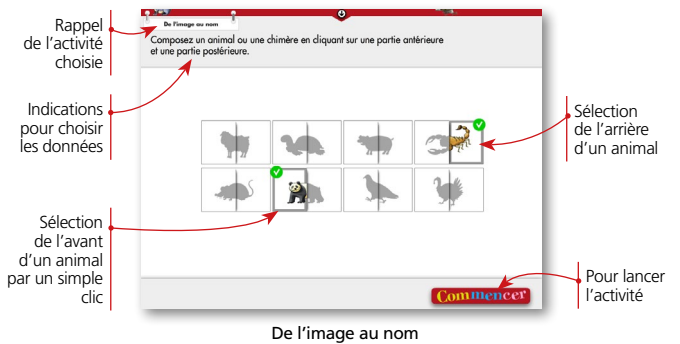 Rappel
de l'activité
choisie
Indications
pour choisir
les données
Sélection
de l'avant
d'un animal
par un simple
clic
De l'image au nom
Composez un animal ou une chimère en cliquant sur une partie antérieure
et une partie postérieure.
Commencer
Sélection
de l'arrière
d'un animal
Pour lancer
l'activité
De l'image au nom